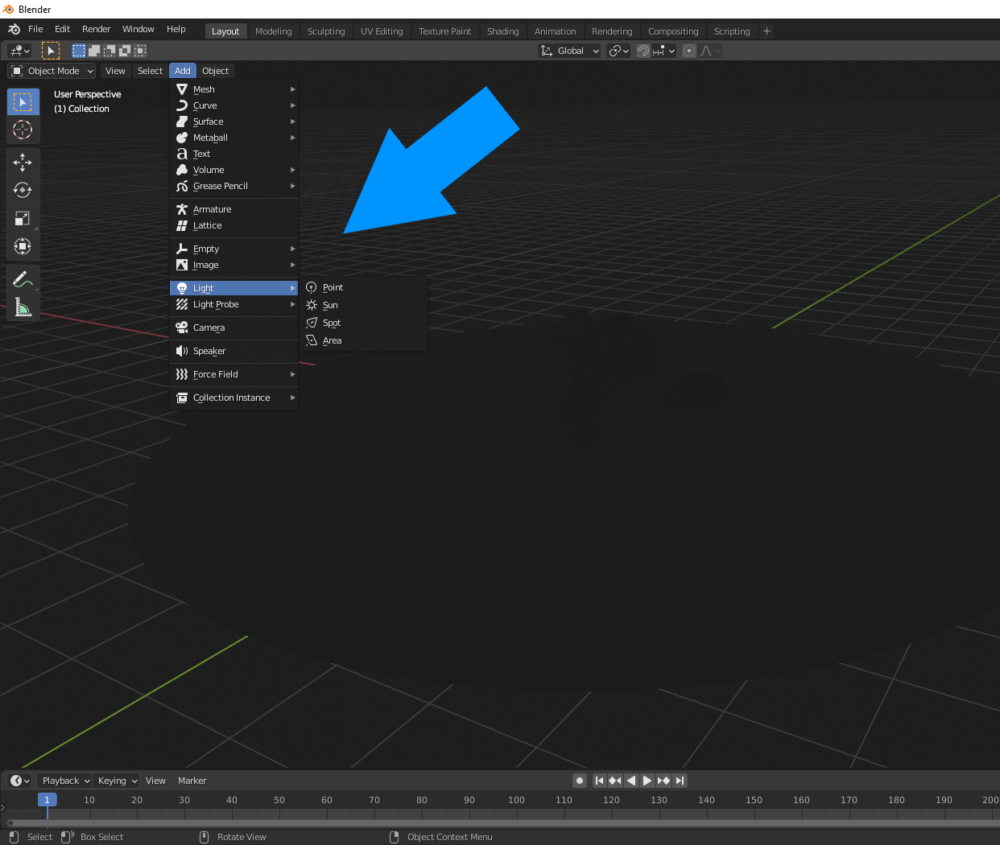 Blender
File Edit Render Window Help Layout Modeling Sculpting UV Editing Texture Paint Shading Animation Rendering Compositing Scripting +
Global
Object Mode View Select Add Object
User Perspective
(1) Collection
Mesh
Curve
Surface
Metaball
Text
Volume
Grease Pencil
Armature
Lattice
Empty
Image
Light
Light Probe
Camera
Speaker
Force Field
Collection Instance
Point
Sun
Spot
Area
Playback Keying View Marker
1 10 20 30 40 50 60 70 80 90 100 110 120 130 140 150 160 170 180 190 200
Select Box Select Rotate View Object Context Menu